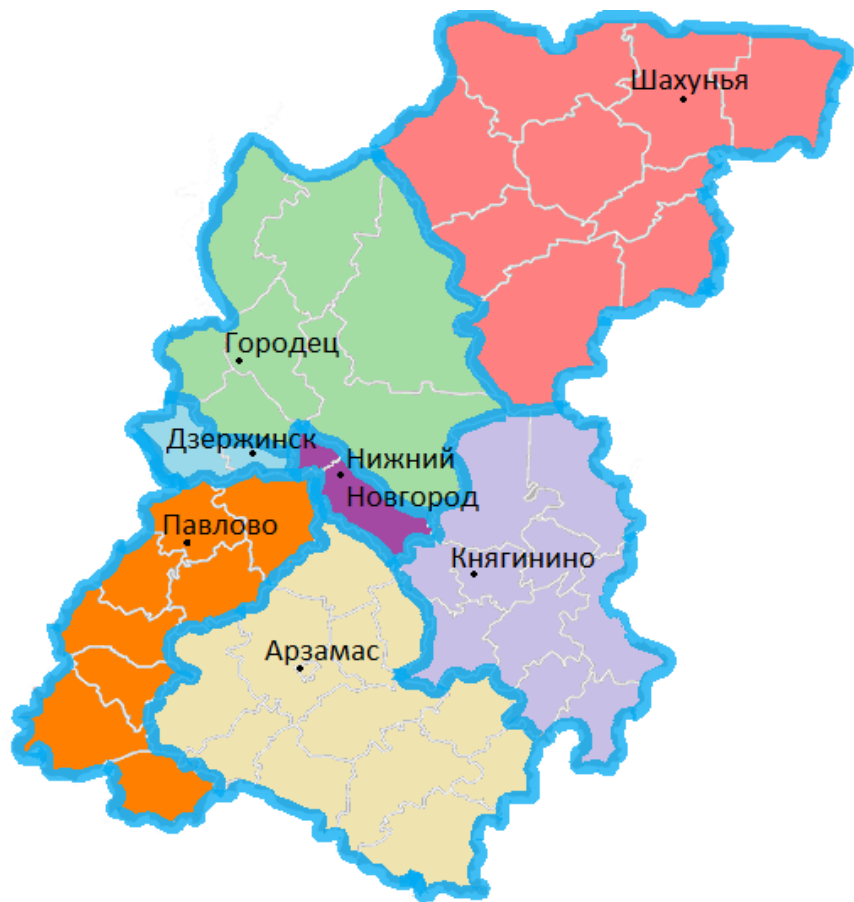 Шахунья
Городец
Дзержинск
Нижний
Новгород
Павлово
Княгинино
Арзамас